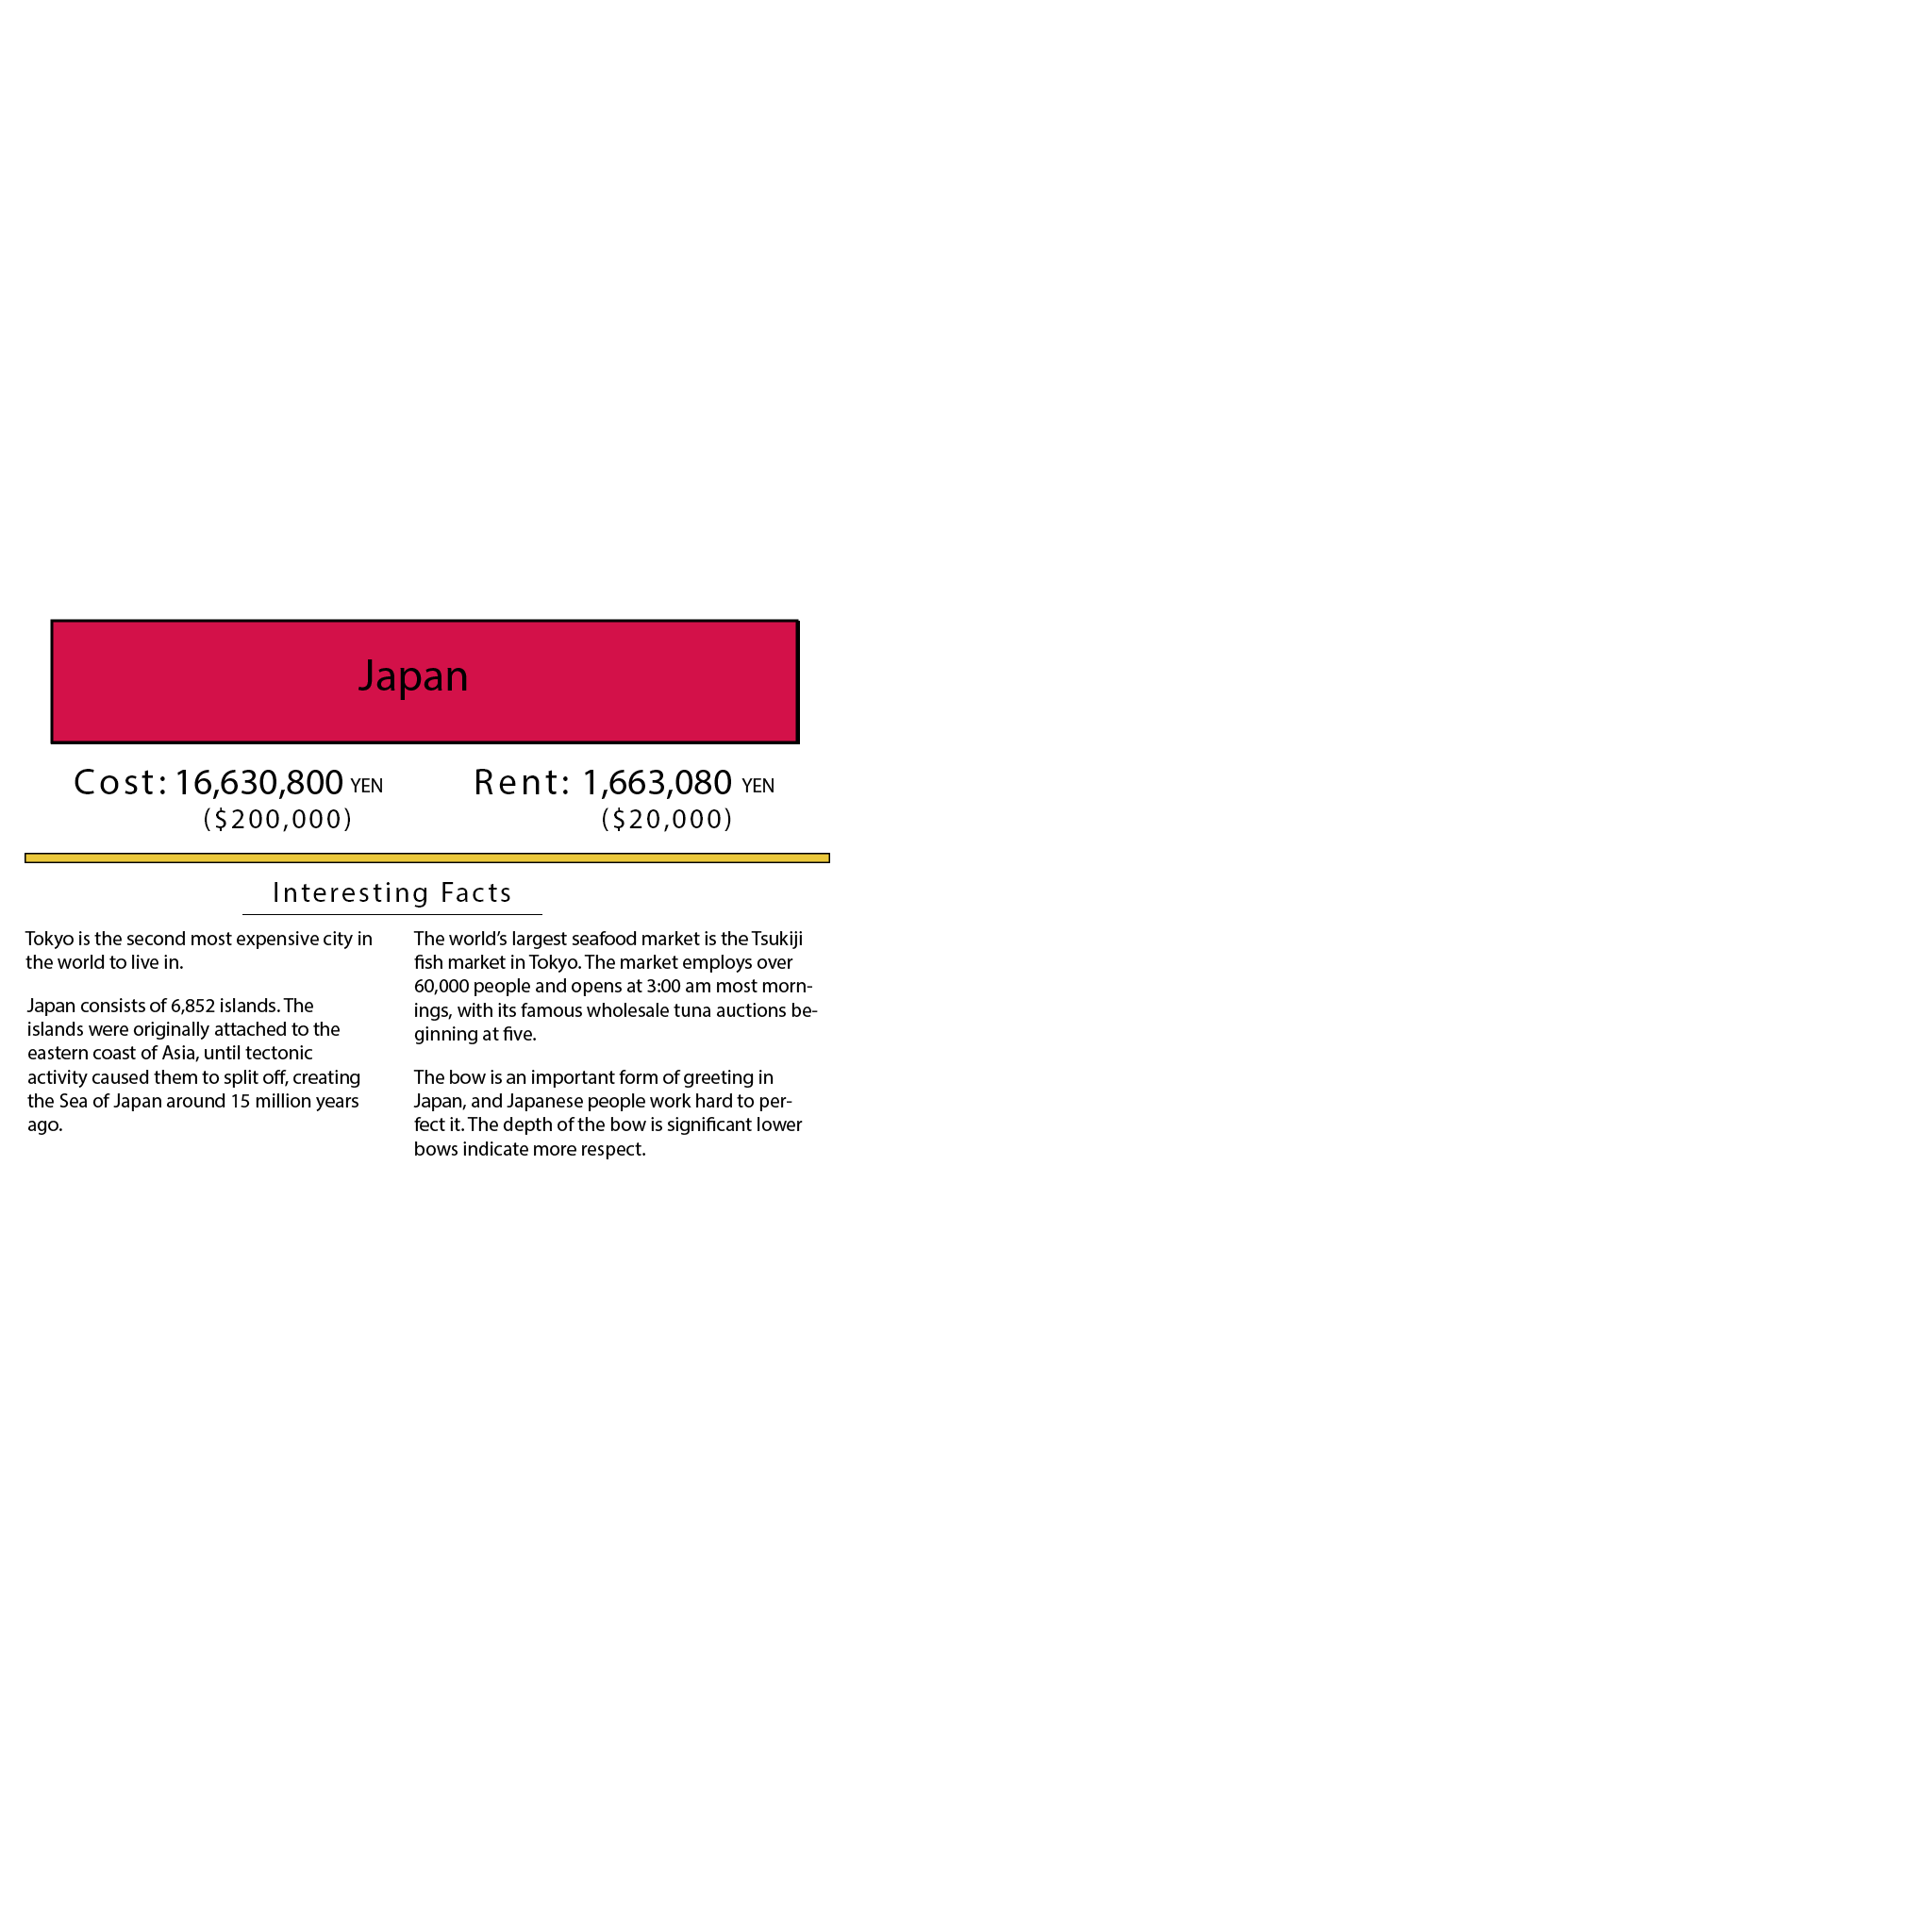 Japan
Cost: 16,630,800 YEN
($200,000)
Rent: 1,663,080 YEN
($20,000)
Interesting Facts
Tokyo is the second most expensive city in
the world to live in.
Japan consists of 6,852 islands. The
islands were originally attached to the
eastern coast of Asia, until tectonic
activity caused them to split off, creating
the Sea of Japan around 15 million years
ago.
The world’s largest seafood market is the Tsukiji
fish market in Tokyo. The market employs over
60,000 people and opens at 3:00 am most morn-
ings, with its famous wholesale tuna auctions be-
ginning at five.
The bow is an important form of greeting in
Japan, and Japanese people work hard to per-
fect it. The depth of the bow is significant lower
bows indicate more respect.